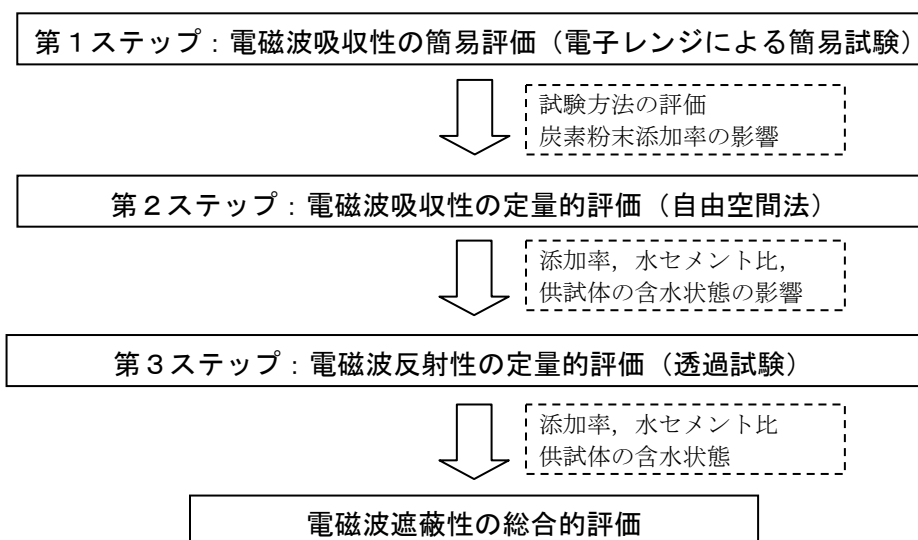 第1ステップ：電磁波吸収性の簡易評価（電子レンジによる簡易試験）
試験方法の評価
炭素粉末添加率の影響
第２ステップ：電磁波吸収性の定量的評価（自由空間法）
添加率，水セメント比，
供試体の含水状態の影響
第３ステップ：電磁波反射性の定量的評価（透過試験）
添加率，水セメント比
供試体の含水状態
電磁波遮蔽性の総合的評価